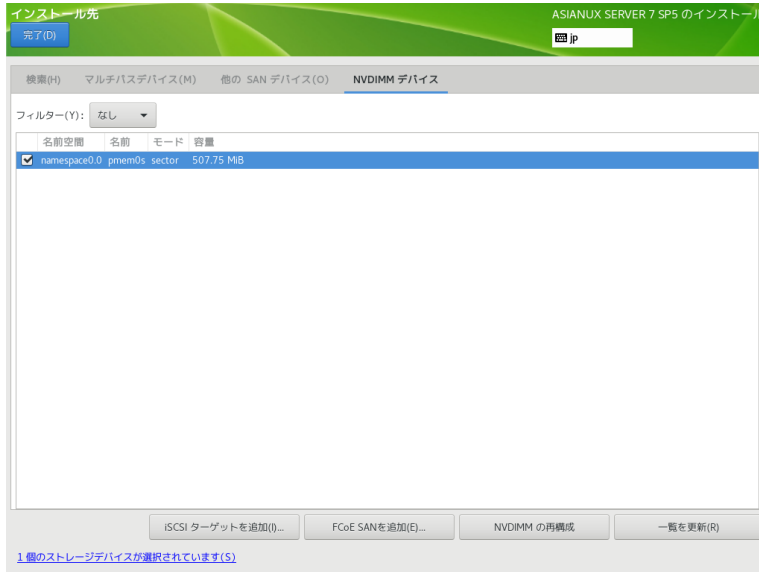 インストール先
ASIANUX SERVER 7 SP5 のインストール
完了(D)
jp
検索(H) マルチパスデバイス(M) 他の SAN デバイス(O) NVDIMM デバイス
フィルター(Y): なし
名前空間 名前 モード 容量
namespace0.0 pmem0s sector 507.75 MiB
iSCSI ターゲットを追加(I)... FCoE SANを追加(E)... NVDIMM の再構成 一覧を更新(R)
1 個のストレージデバイスが選択されています(S)